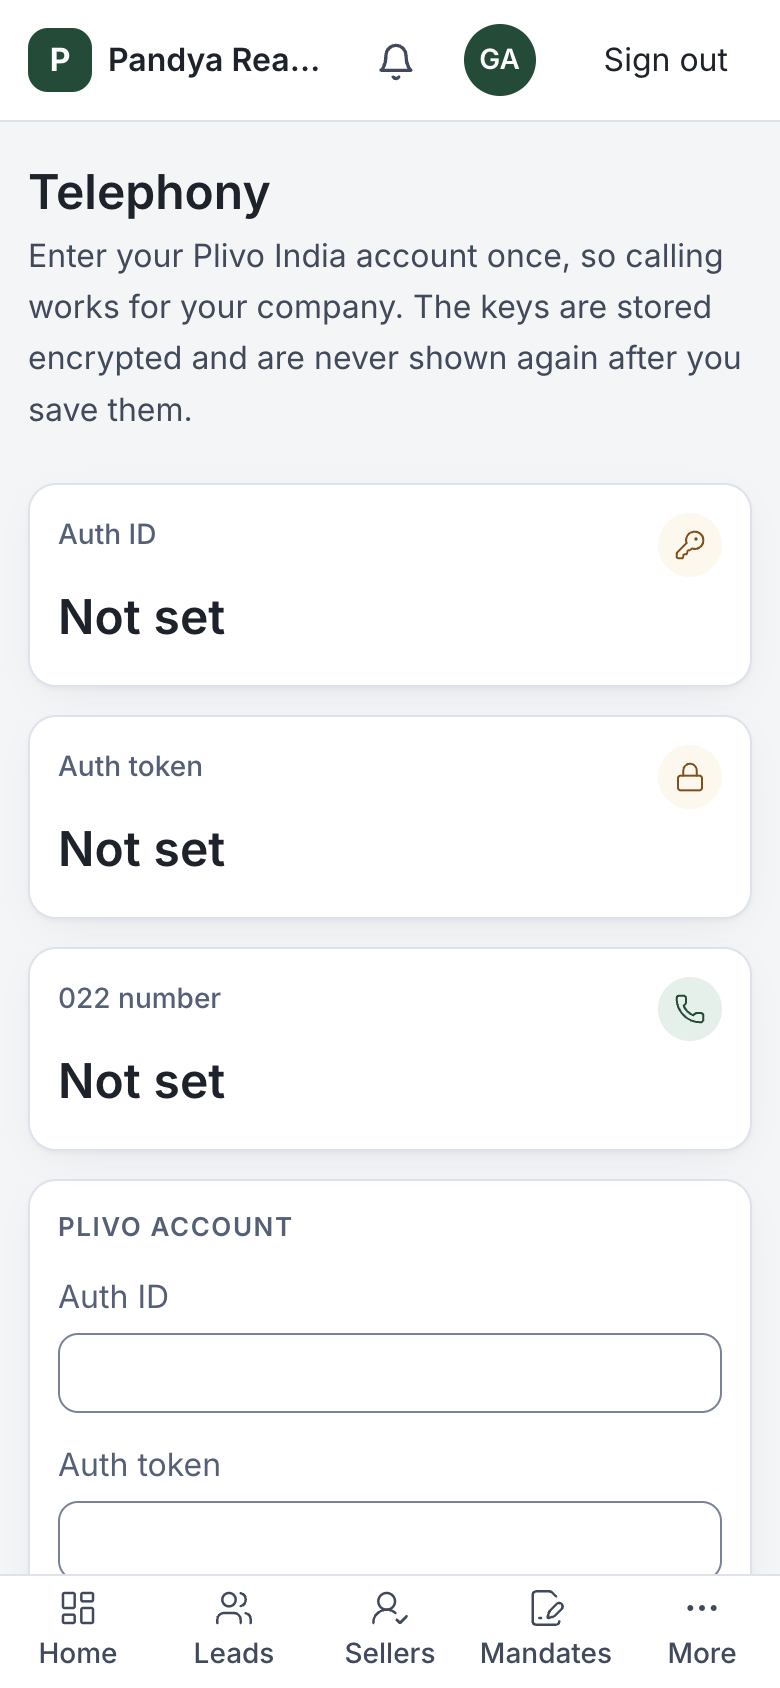 P Pandya Rea... GA Sign out
Telephony
Enter your Plivo India account once, so calling
works for your company. The keys are stored
encrypted and are never shown again after you
save them.
Auth ID
Not set
Auth token
Not set
022 number
Not set
PLIVO ACCOUNT
Auth ID
Auth token
Home Leads Sellers Mandates More